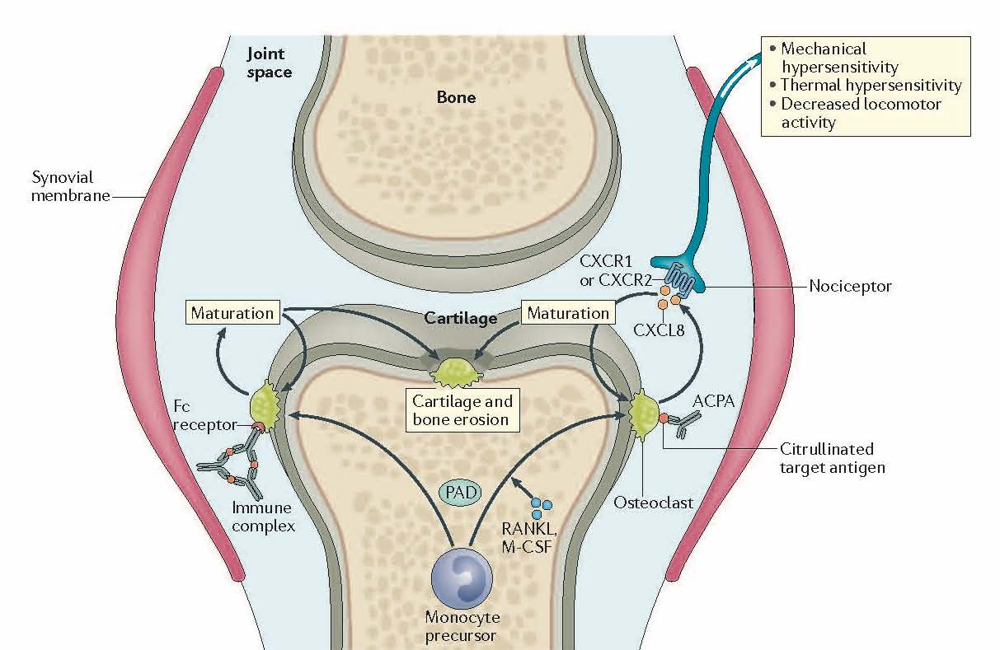 Joint
space
Bone
• Mechanical
hypersensitivity
• Thermal hypersensitivity
• Decreased locomotor
activity
Synovial
membrane
CXCR1
or CXCR2
Nociceptor
Maturation
Cartilage
Maturation
CXCL8
Cartilage and
bone erosion
Fc
receptor
ACPA
Citrullinated
target antigen
PAD
Osteoclast
Immune
complex
RANKL,
M-CSF
Monocyte
precursor